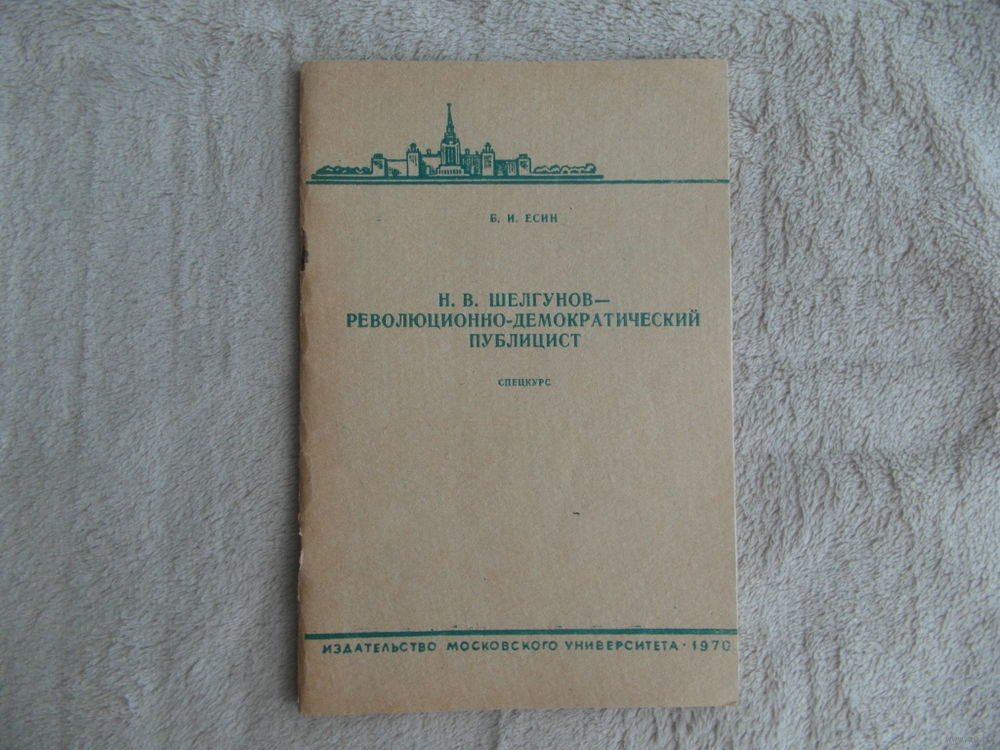 Б. И. ЕСИН
Н. В. ШЕЛГУНОВ—
РЕВОЛЮЦИОННО-ДЕМОКРАТИЧЕСКИЙ
ПУБЛИЦИСТ
СПЕЦКУРС
ИЗДАТЕЛЬСТВО МОСКОВСКОГО УНИВЕРСИТЕТА · 1970